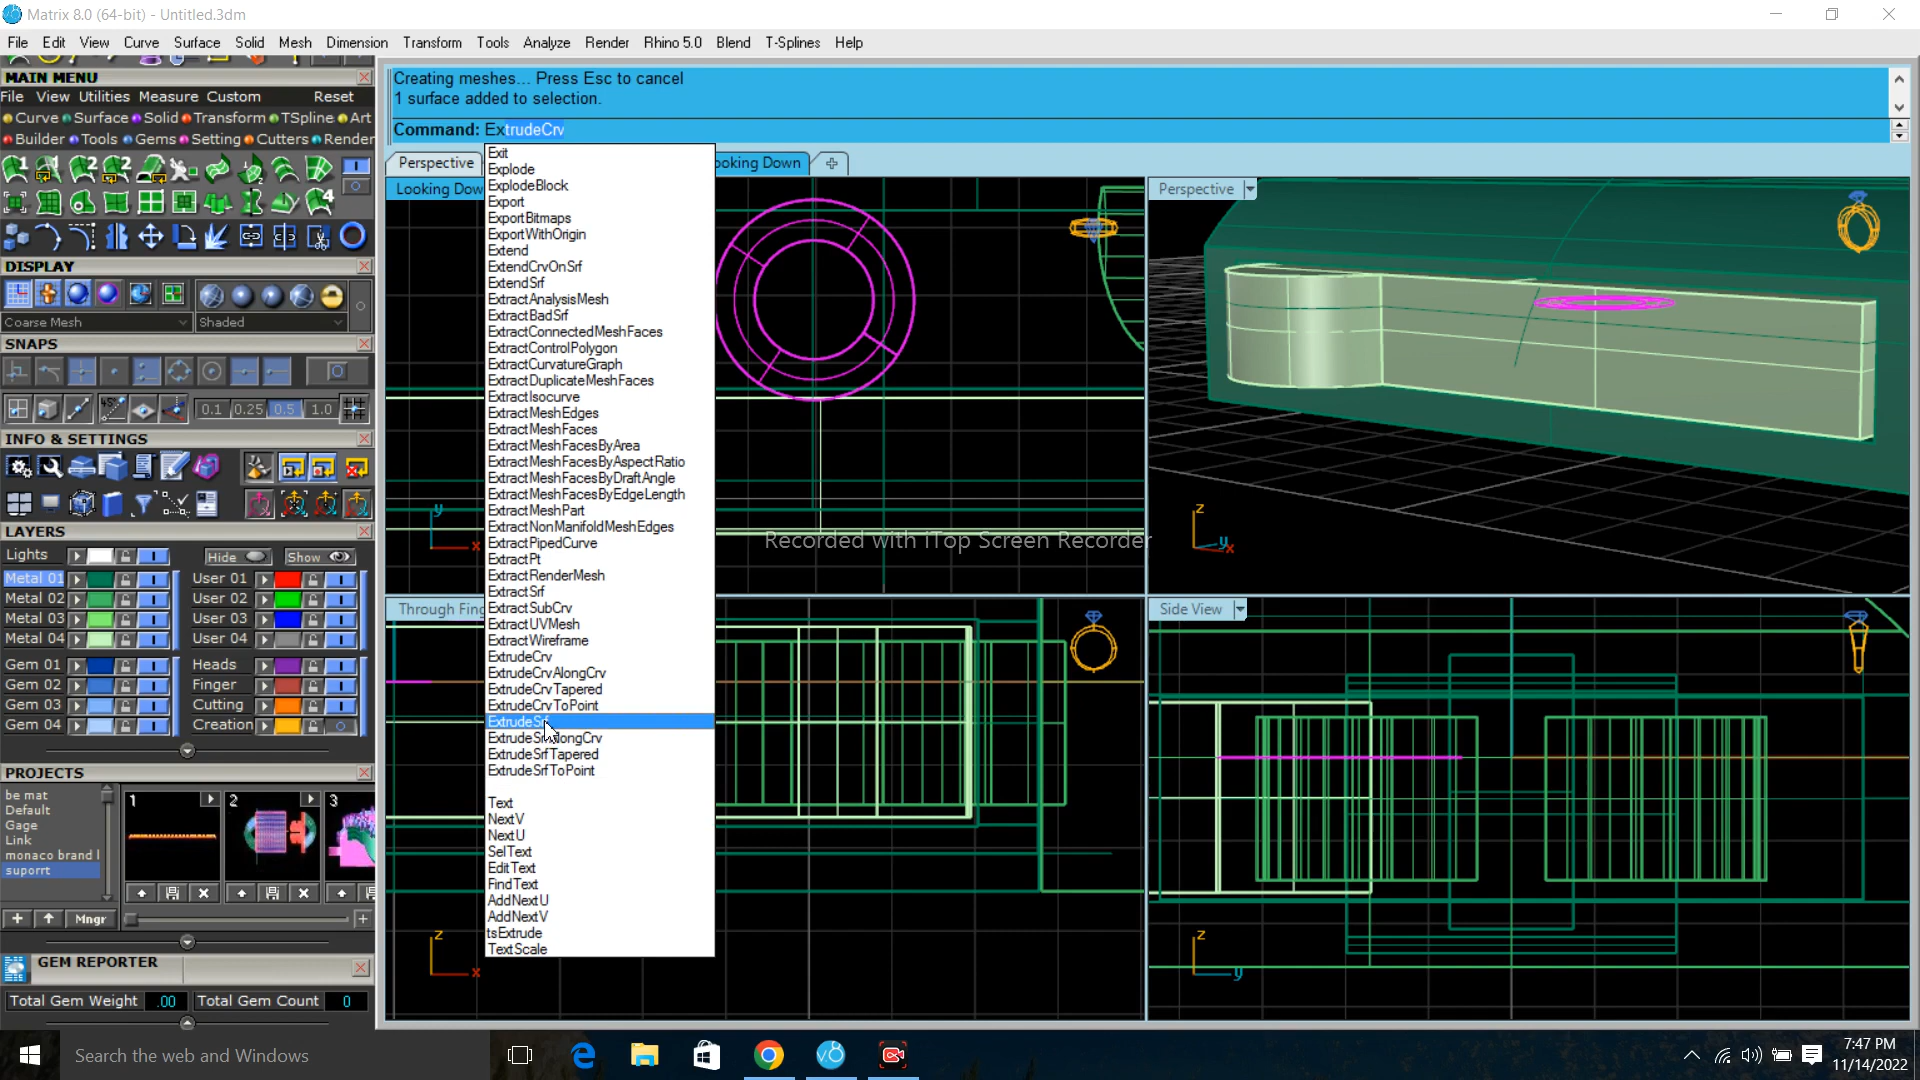 Matrix 8.0 (64-bit) - Untitled.3dm
File Edit View Curve Surface Solid Mesh Dimension Transform Tools Analyze Render Rhino 5.0 Blend T-Splines Help
MAIN MENU
File View Utilities Measure Custom Reset
Curve Surface Solid Transform TSpline Art
Builder Tools Gems Setting Cutters Render
DISPLAY
Coarse Mesh Shaded
SNAPS
0.1 0.25 0.5 1.0
INFO & SETTINGS
LAYERS
Lights Hide Show
Metal 01 User 01
Metal 02 User 02
Metal 03 User 03
Metal 04 User 04
Gem 01 Heads
Gem 02 Finger
Gem 03 Cutting
Gem 04 Creation
PROJECTS
be mat
Default
Gage
Link
monaco brand l
suporrt
1 2 3
Mngr
GEM REPORTER
Total Gem Weight .00 Total Gem Count 0
Creating meshes... Press Esc to cancel
1 surface added to selection.
Command: ExtrudeCrv
Perspective
ooking Down
Looking Dow
Exit
Explode
ExplodeBlock
Export
ExportBitmaps
ExportWithOrigin
Extend
ExtendCrvOnSrf
ExtendSrf
ExtractAnalysisMesh
ExtractBadSrf
ExtractConnectedMeshFaces
ExtractControlPolygon
ExtractCurvatureGraph
ExtractDuplicateMeshFaces
ExtractIsocurve
ExtractMeshEdges
ExtractMeshFaces
ExtractMeshFacesByArea
ExtractMeshFacesByAspectRatio
ExtractMeshFacesByDraftAngle
ExtractMeshFacesByEdgeLength
ExtractMeshPart
ExtractNonManifoldMeshEdges
ExtractPipedCurve
ExtractPt
ExtractRenderMesh
ExtractSrf
ExtractSubCrv
ExtractUVMesh
ExtractWireframe
ExtrudeCrv
ExtrudeCrvAlongCrv
ExtrudeCrvTapered
ExtrudeCrvToPoint
ExtrudeSrf
ExtrudeSrfAlongCrv
ExtrudeSrfTapered
ExtrudeSrfToPoint
Text
NextV
NextU
SelText
EditText
FindText
AddNextU
AddNextV
tsExtrude
TextScale
Perspective
Through Fing
Side View
y x
z y x
z x
z y
Recorded with iTop Screen Recorder
Search the web and Windows
7:47 PM
11/14/2022